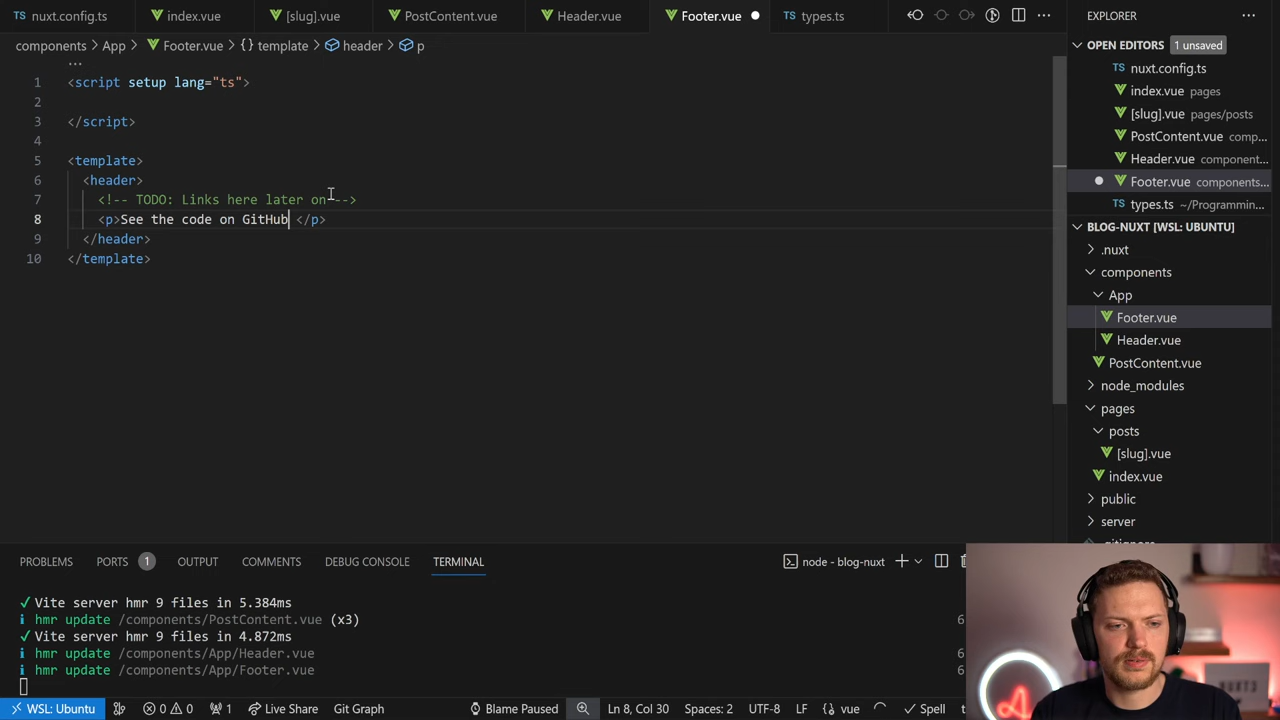 nuxt.config.ts
index.vue
[slug].vue
PostContent.vue
Header.vue
Footer.vue
types.ts
components
App
Footer.vue
{} template
header
p
...
1 <script setup lang="ts">
2
3 </script>
4
5 <template>
6 <header>
7 <!-- TODO: Links here later on -->
8 <p>See the code on GitHub </p>
9 </header>
10 </template>
PROBLEMS
PORTS 1
OUTPUT
COMMENTS
DEBUG CONSOLE
TERMINAL
node - blog-nuxt
✓ Vite server hmr 9 files in 5.384ms
ℹ hmr update /components/PostContent.vue (x3) 6
✓ Vite server hmr 9 files in 4.872ms
ℹ hmr update /components/App/Header.vue 6
ℹ hmr update /components/App/Footer.vue 6
EXPLORER
OPEN EDITORS 1 unsaved
nuxt.config.ts
index.vue pages
[slug].vue pages/posts
PostContent.vue comp...
Header.vue component...
Footer.vue components...
types.ts ~/Programmin...
BLOG-NUXT [WSL: UBUNTU]
.nuxt
components
App
Footer.vue
Header.vue
PostContent.vue
node_modules
pages
posts
[slug].vue
index.vue
public
server
.gitignore
WSL: Ubuntu
0
0
1
Live Share
Git Graph
Blame Paused
Ln 8, Col 30
Spaces: 2
UTF-8
LF
{} vue
Spell